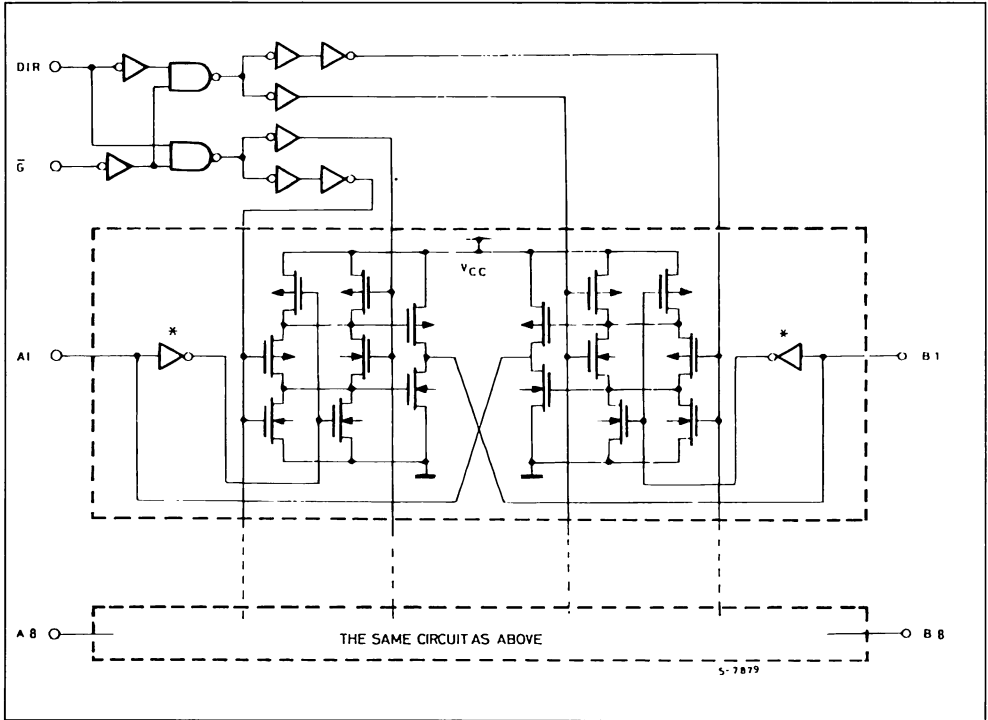 DIR
G̅
VCC
*
*
A1
B1
A8
THE SAME CIRCUIT AS ABOVE
B8
S-7879